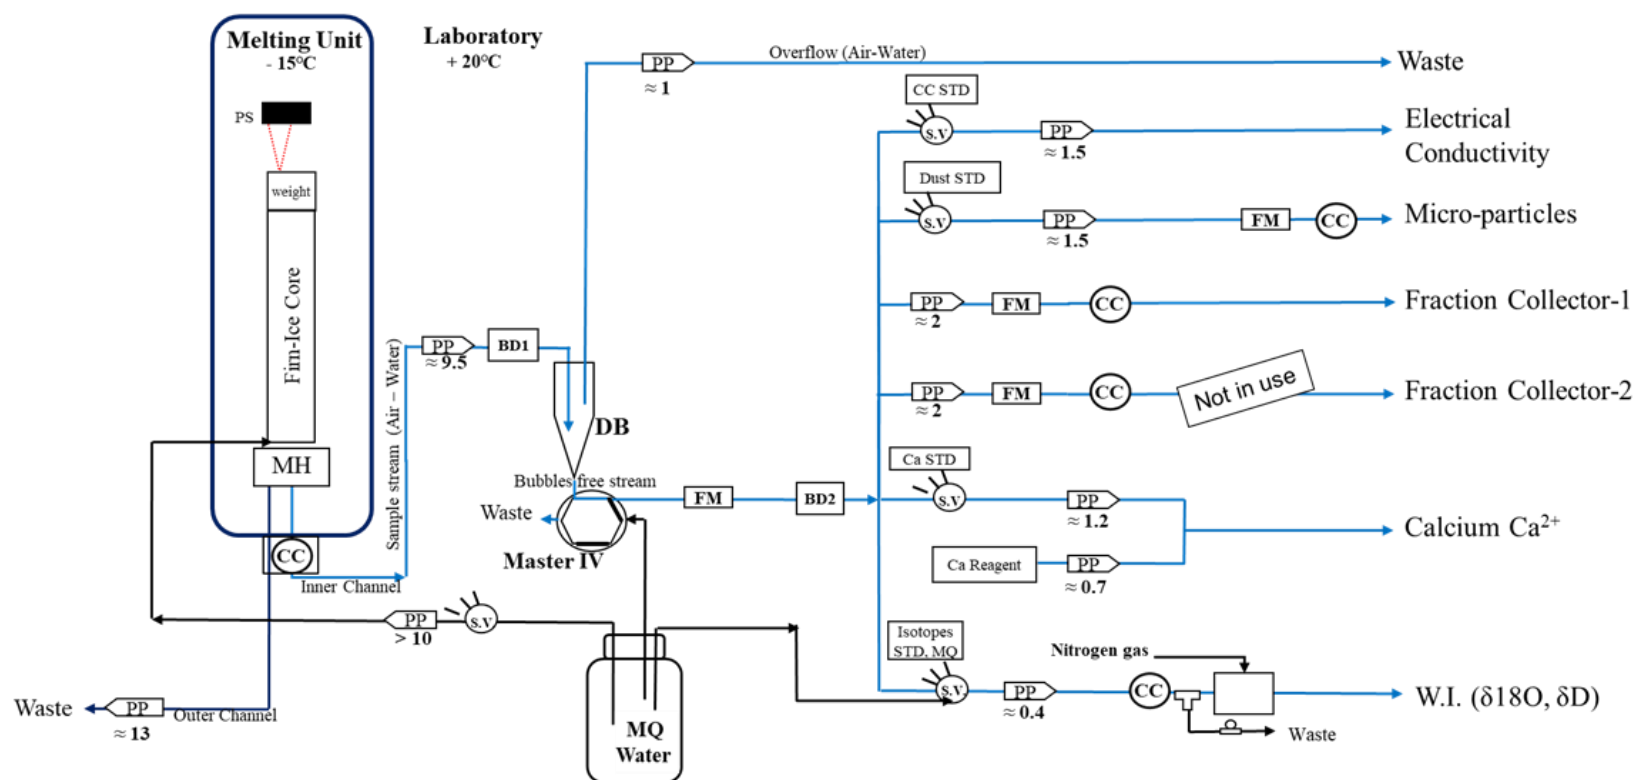 Melting Unit
- 15°C
Laboratory
+ 20°C
PS
weight
Firn-Ice Core
MH
CC
Inner Channel
Outer Channel
PP
≈ 13
Waste
Sample stream (Air – Water)
PP
≈ 9.5
BD1
DB
Bubbles free stream
Waste
Master IV
PP
> 10
S.V
MQ
Water
FM
BD2
PP
≈ 1
Overflow (Air-Water)
Waste
CC STD
S.V
PP
≈ 1.5
Electrical
Conductivity
Dust STD
S.V
PP
≈ 1.5
FM
CC
Micro-particles
PP
≈ 2
FM
CC
Fraction Collector-1
PP
≈ 2
FM
CC
Not in use
Fraction Collector-2
Ca STD
S.V
PP
≈ 1.2
Ca Reagent
PP
≈ 0.7
Calcium Ca²⁺
Isotopes
STD, MQ
S.V.
PP
≈ 0.4
Nitrogen gas
CC
Waste
W.I. (δ18O, δD)